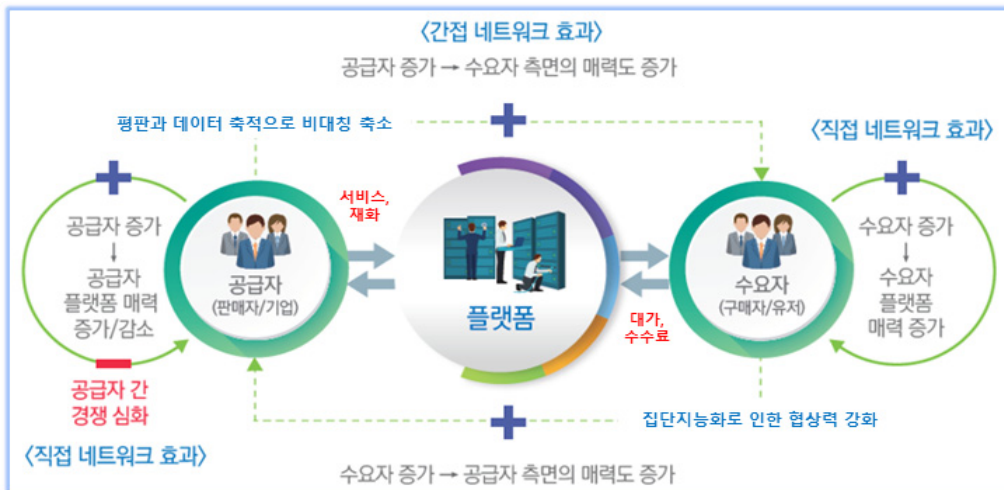 〈간접 네트워크 효과〉
공급자 증가 → 수요자 측면의 매력도 증가
평판과 데이터 축적으로 비대칭 축소
〈직접 네트워크 효과〉
공급자 증가
공급자
플랫폼 매력
증가/감소
공급자 간
경쟁 심화
〈직접 네트워크 효과〉
공급자
(판매자/기업)
서비스,
재화
플랫폼
대가,
수수료
수요자
(구매자/유저)
수요자 증가
수요자
플랫폼
매력 증가
집단지능화로 인한 협상력 강화
수요자 증가 → 공급자 측면의 매력도 증가